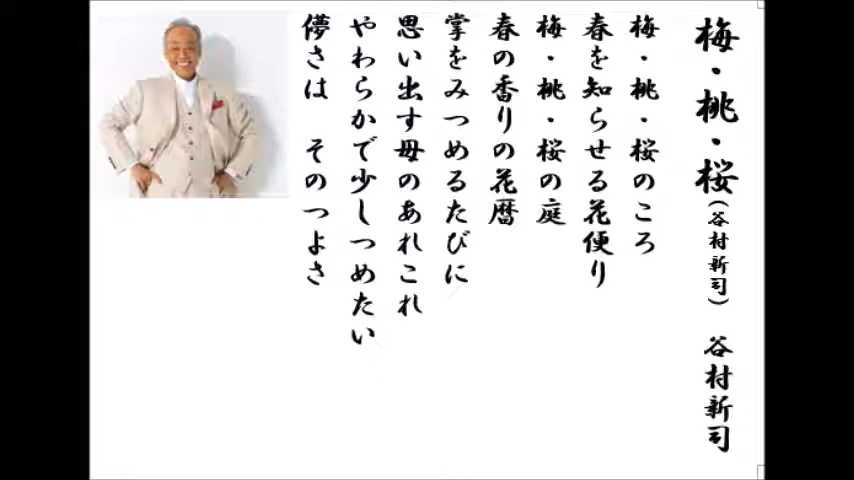 梅・桃・桜(谷村新司) 谷村新司
梅・桃・桜のころ
春を知らせる花便り
梅・桃・桜の庭
春の香りの花暦
掌をみつめるたびに
思い出す母のあれこれ
やわらかで少しつめたい
儚さは そのつよさ